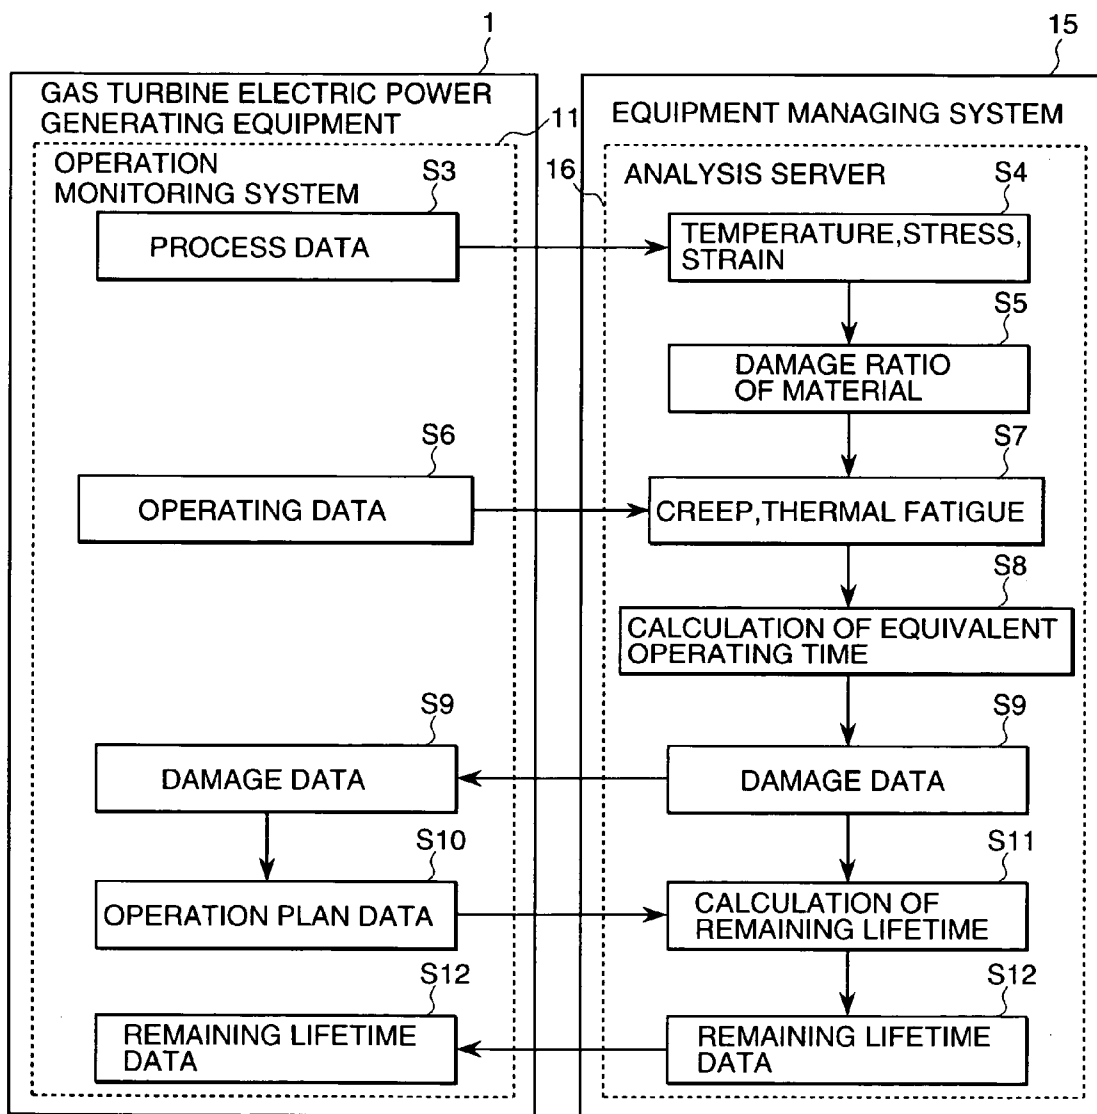 1
15
GAS TURBINE ELECTRIC POWER
GENERATING EQUIPMENT
11
OPERATION
MONITORING SYSTEM
S3
PROCESS DATA
S6
OPERATING DATA
S9
DAMAGE DATA
S10
OPERATION PLAN DATA
S12
REMAINING LIFETIME
DATA
EQUIPMENT MANAGING SYSTEM
16
ANALYSIS SERVER
S4
TEMPERATURE,STRESS,
STRAIN
S5
DAMAGE RATIO
OF MATERIAL
S7
CREEP,THERMAL FATIGUE
S8
CALCULATION OF EQUIVALENT
OPERATING TIME
S9
DAMAGE DATA
S11
CALCULATION OF
REMAINING LIFETIME
S12
REMAINING LIFETIME
DATA